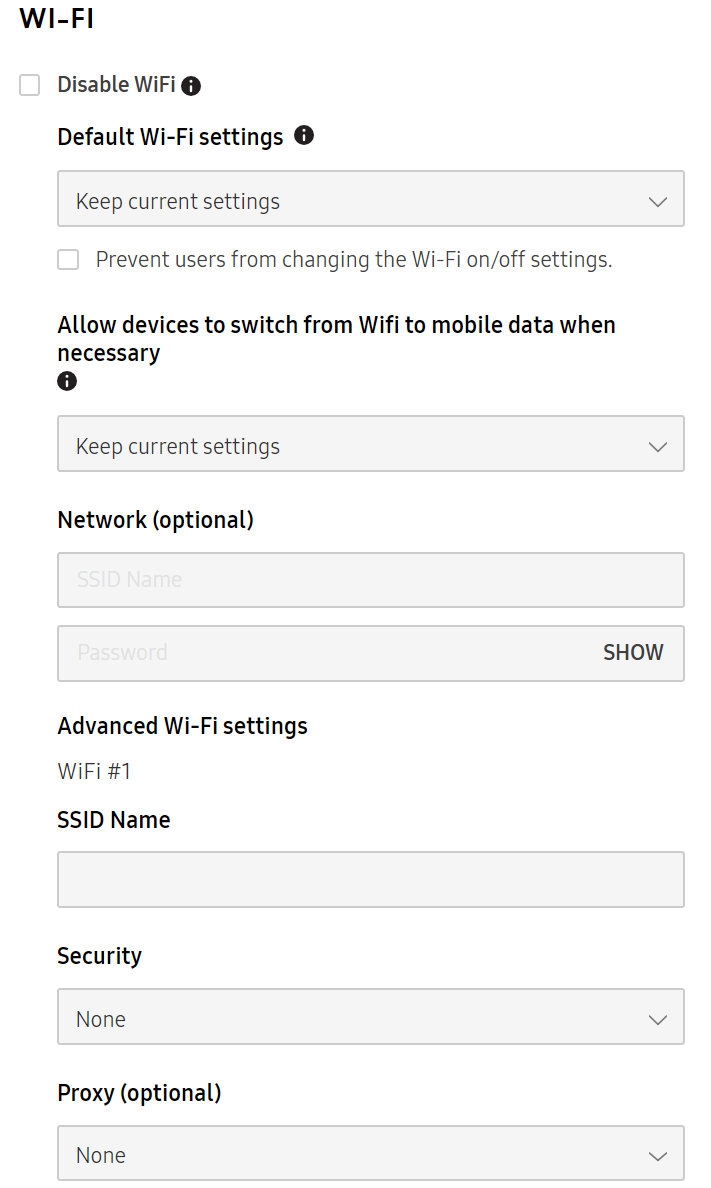 WI-FI
Disable WiFi
Default Wi-Fi settings
Keep current settings
Prevent users from changing the Wi-Fi on/off settings.
Allow devices to switch from Wifi to mobile data when
necessary
Keep current settings
Network (optional)
SSID Name
Password SHOW
Advanced Wi-Fi settings
WiFi #1
SSID Name
Security
None
Proxy (optional)
None